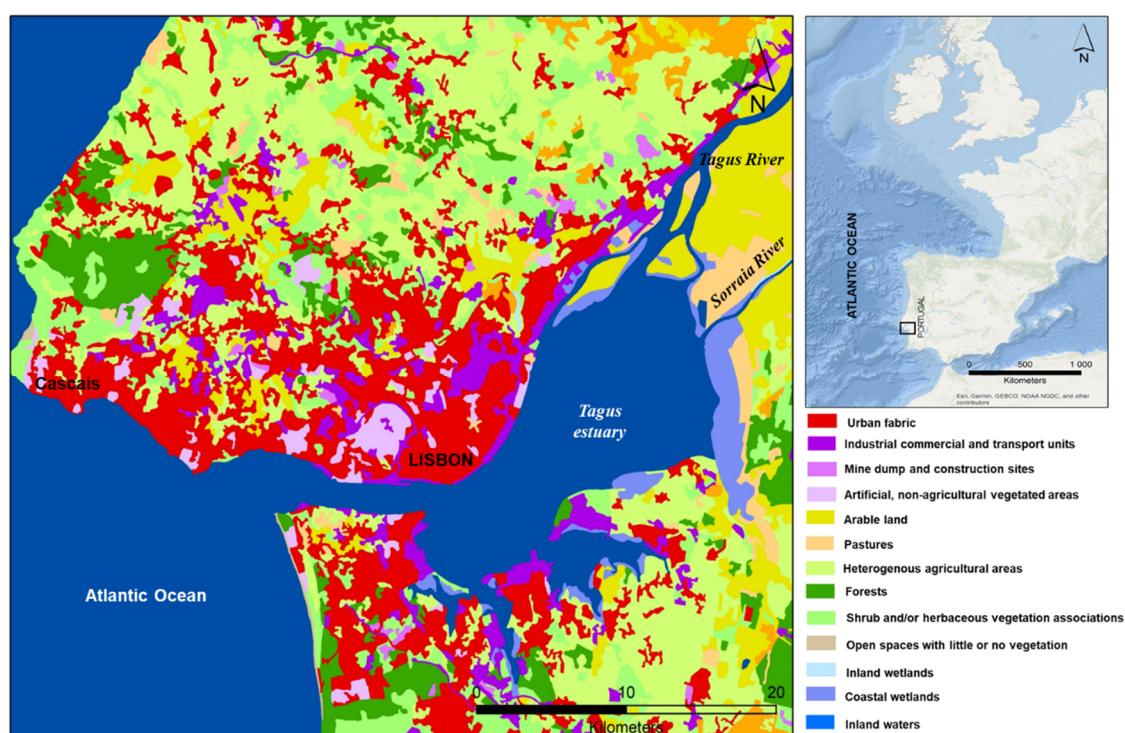 N
Tagus River
Sorraia River
Cascais
LISBON
Tagus
estuary
Atlantic Ocean
0 10 20
Kilometers
N
ATLANTIC OCEAN
PORTUGAL
0 500 1 000
Kilometers
Esri, Garmin, GEBCO, NOAA NGDC, and other
contributors
Urban fabric
Industrial commercial and transport units
Mine dump and construction sites
Artificial, non-agricultural vegetated areas
Arable land
Pastures
Heterogenous agricultural areas
Forests
Shrub and/or herbaceous vegetation associations
Open spaces with little or no vegetation
Inland wetlands
Coastal wetlands
Inland waters